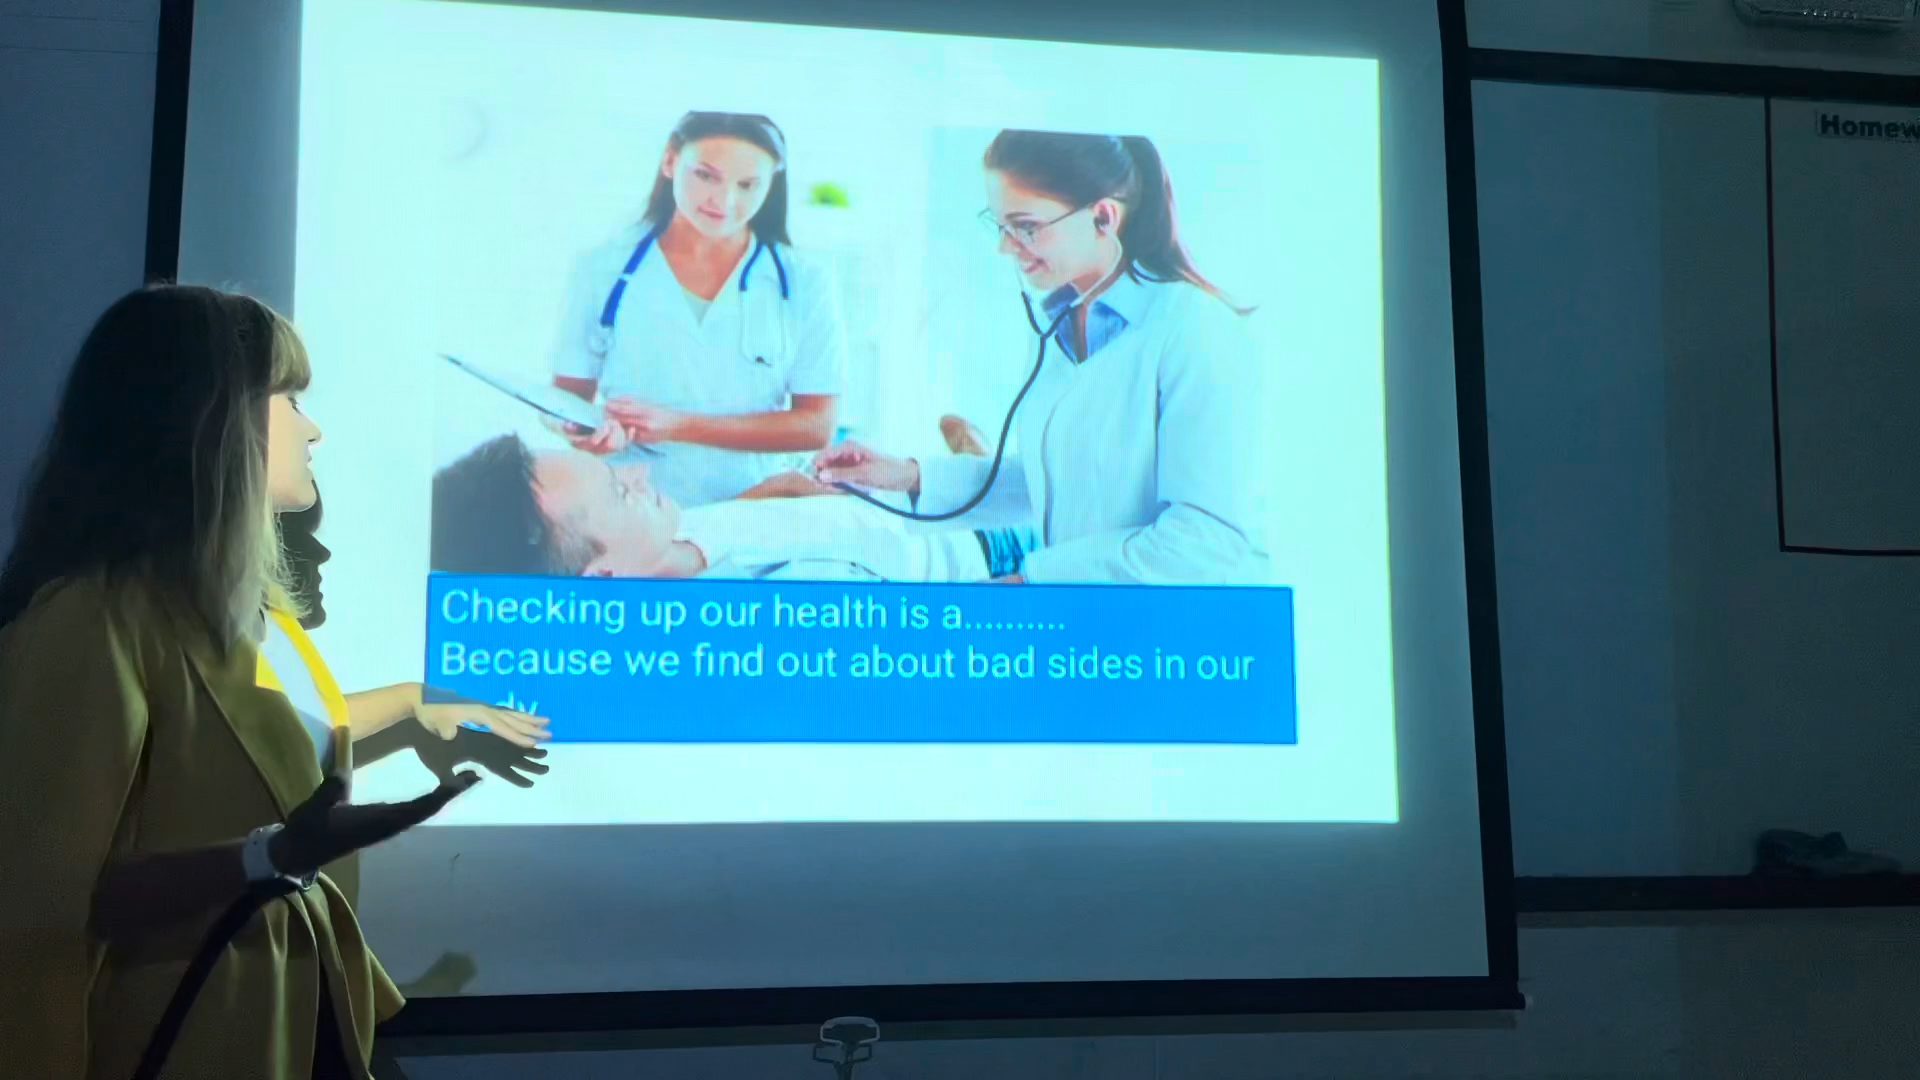 Checking up our health is a..........
Because we find out about bad sides in our
Homew